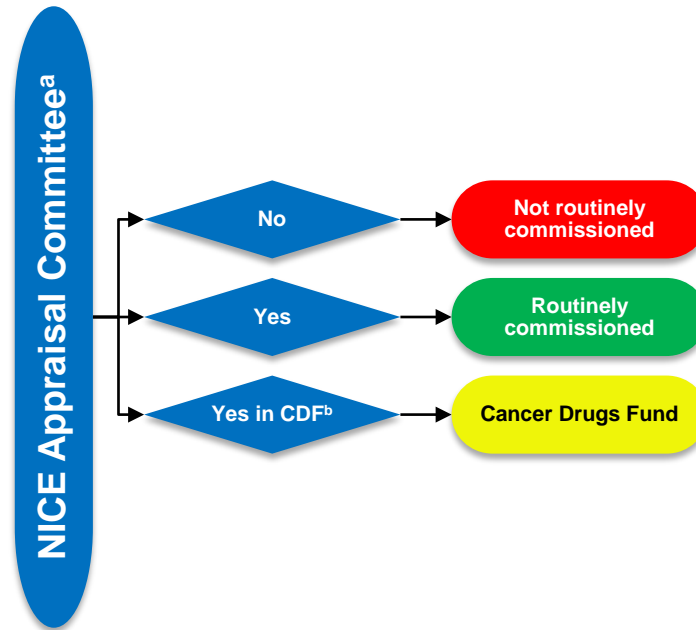 NICE Appraisal Committeeᵃ
No
Not routinely
commissioned
Yes
Routinely
commissioned
Yes in CDFᵇ
Cancer Drugs Fund